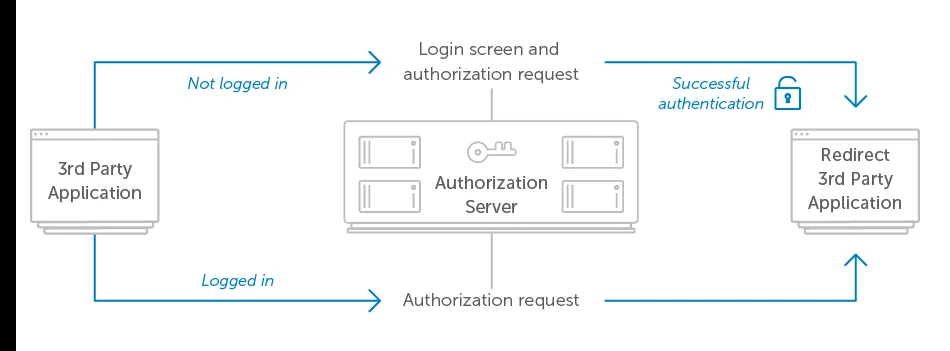 Login screen and
authorization request
Not logged in
Successful
authentication
3rd Party
Application
Authorization
Server
Redirect
3rd Party
Application
Logged in
Authorization request